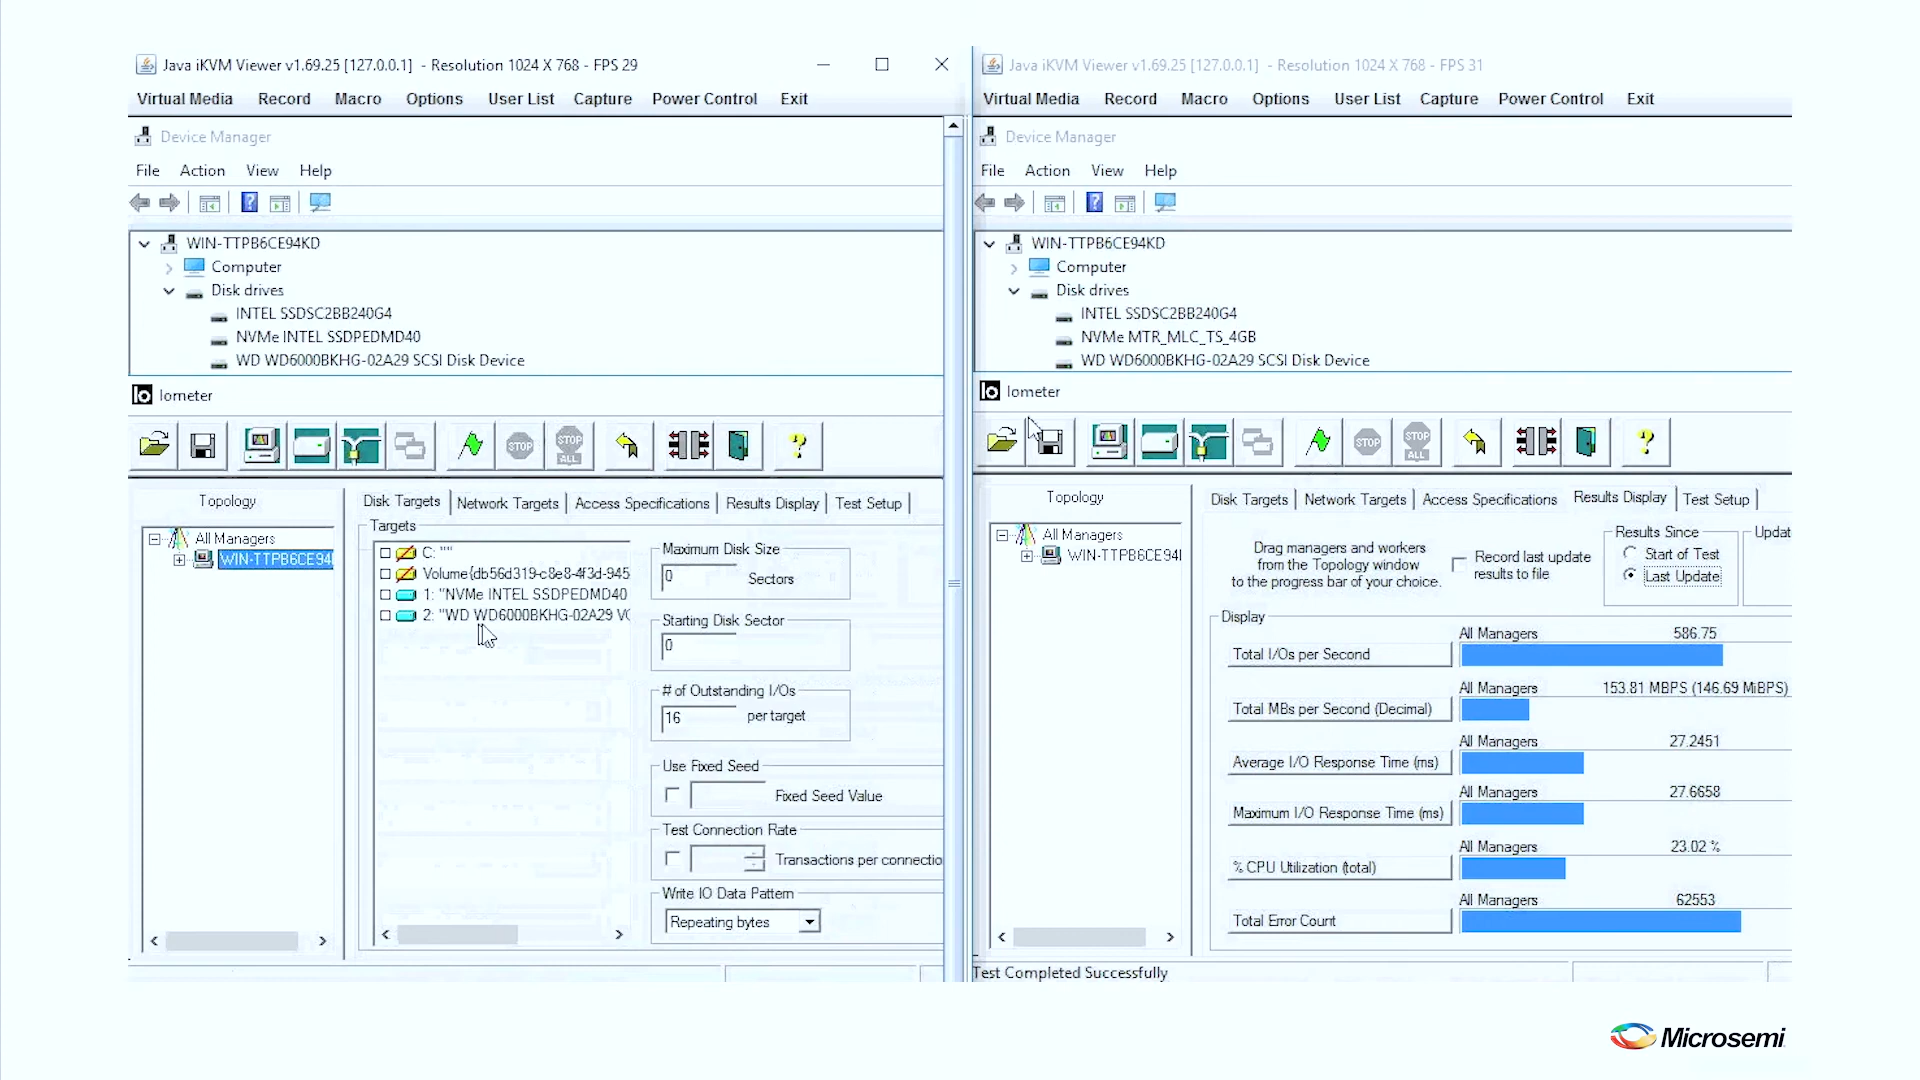 Java iKVM Viewer v1.69.25 [127.0.0.1] - Resolution 1024 X 768 - FPS 29
Virtual Media Record Macro Options User List Capture Power Control Exit
Device Manager
File Action View Help
WIN-TTPB6CE94KD
Computer
Disk drives
INTEL SSDSC2BB240G4
NVMe INTEL SSDPEDMD40
WD WD6000BKHG-02A29 SCSI Disk Device
Iometer
STOP
STOP ALL
Topology
All Managers
WIN-TTPB6CE94
Disk Targets Network Targets Access Specifications Results Display Test Setup
Targets
C: ""
Volume{db56d319-c8e8-4f3d-945
1: "NVMe INTEL SSDPEDMD40
2: "WD WD6000BKHG-02A29 V
Maximum Disk Size
0 Sectors
Starting Disk Sector
0
# of Outstanding I/Os
16 per target
Use Fixed Seed
Fixed Seed Value
Test Connection Rate
Transactions per connectio
Write IO Data Pattern
Repeating bytes
Java iKVM Viewer v1.69.25 [127.0.0.1] - Resolution 1024 X 768 - FPS 31
Virtual Media Record Macro Options User List Capture Power Control Exit
Device Manager
File Action View Help
WIN-TTPB6CE94KD
Computer
Disk drives
INTEL SSDSC2BB240G4
NVMe MTR_MLC_TS_4GB
WD WD6000BKHG-02A29 SCSI Disk Device
Iometer
STOP
STOP ALL
Topology
All Managers
WIN-TTPB6CE94
Disk Targets Network Targets Access Specifications Results Display Test Setup
Drag managers and workers
from the Topology window
to the progress bar of your choice.
Record last update
results to file
Results Since
Start of Test
Last Update
Updat
Display
All Managers 586.75
Total I/Os per Second
All Managers 153.81 MBPS (146.69 MiBPS)
Total MBs per Second (Decimal)
All Managers 27.2451
Average I/O Response Time (ms)
All Managers 27.6658
Maximum I/O Response Time (ms)
All Managers 23.02 %
% CPU Utilization (total)
All Managers 62553
Total Error Count
Test Completed Successfully
Microsemi